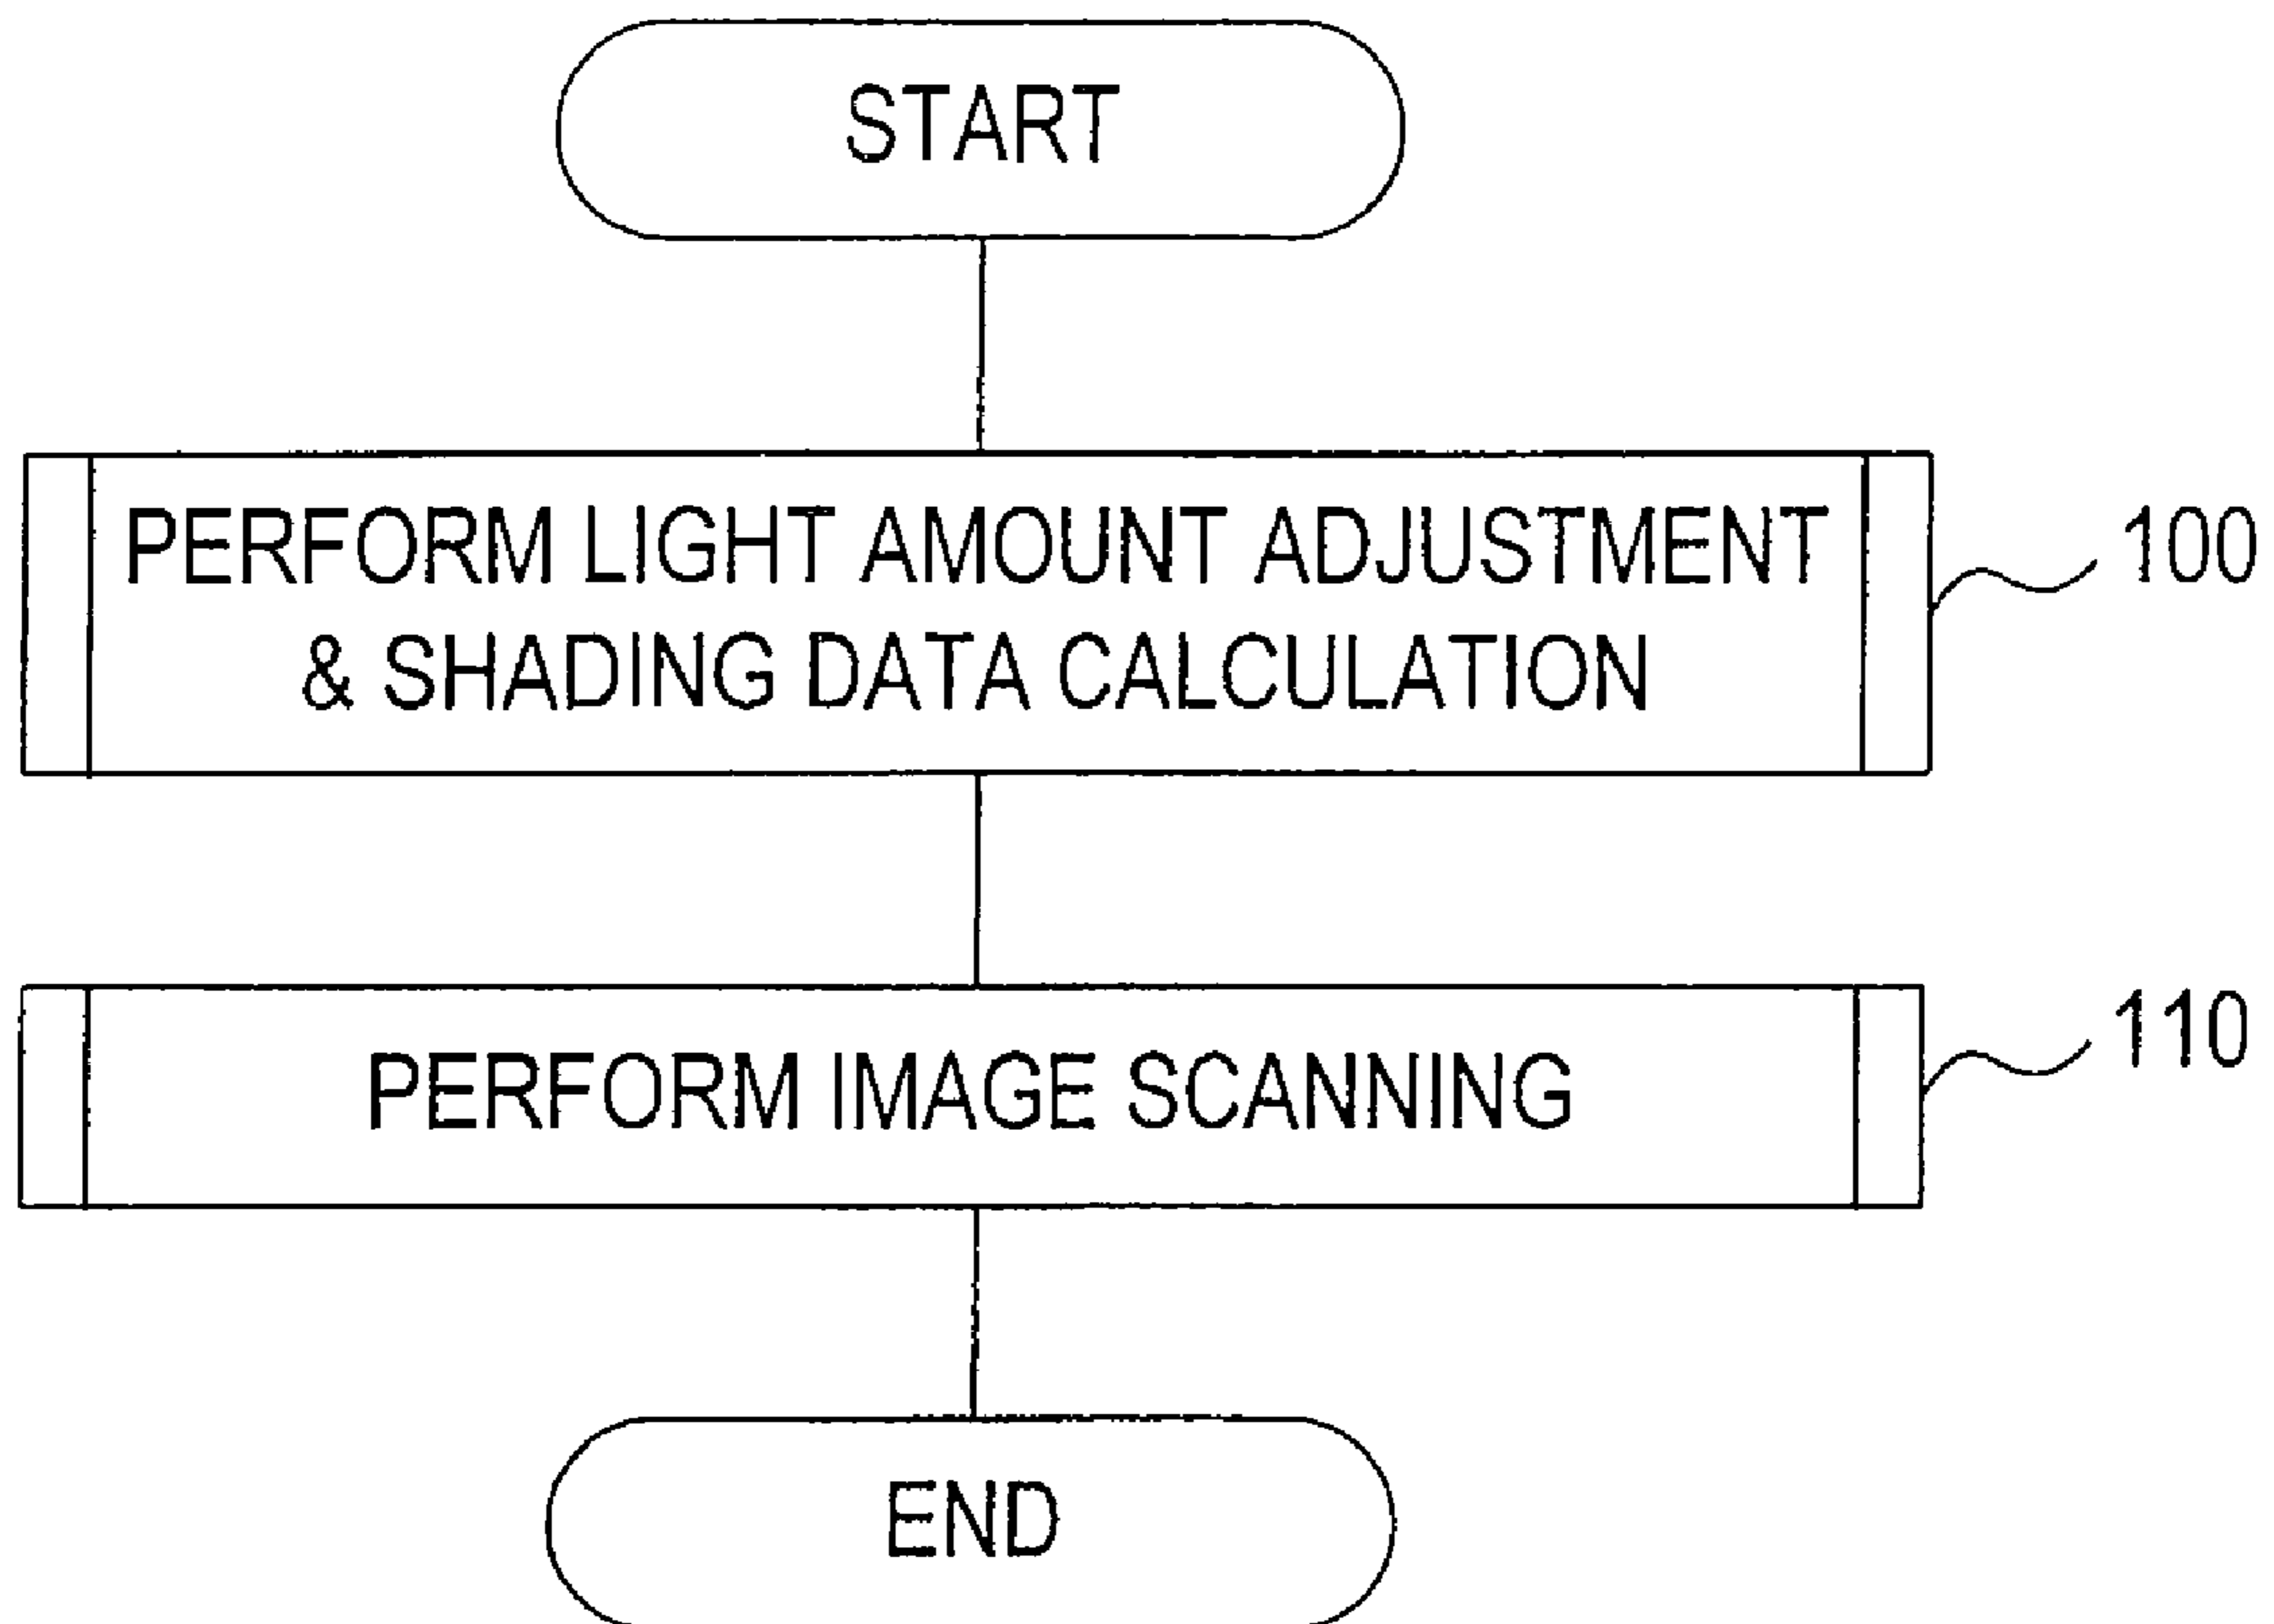 START
PERFORM LIGHT AMOUNT ADJUSTMENT
& SHADING DATA CALCULATION
100
PERFORM IMAGE SCANNING
110
END